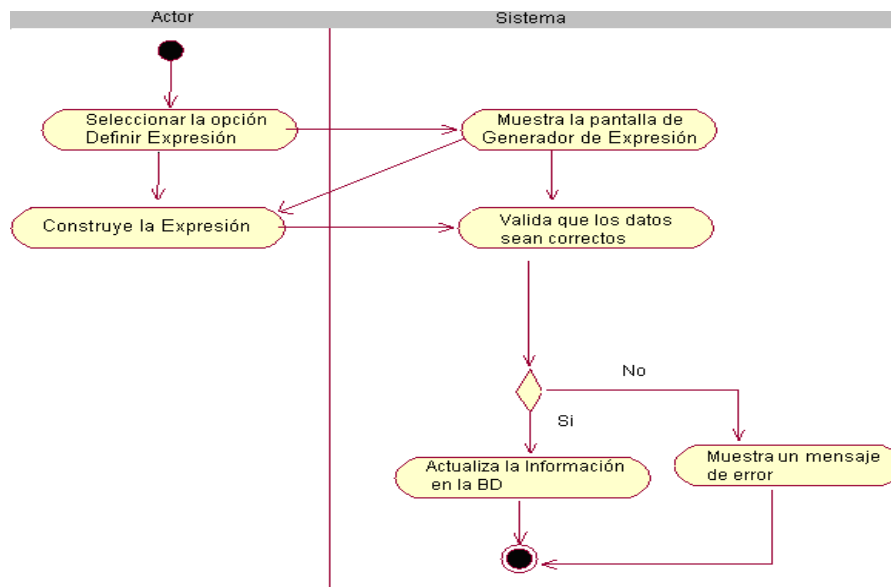 Actor
Sistema
Seleccionar la opción
Definir Expresión
Muestra la pantalla de
Generador de Expresión
Construye la Expresión
Valida que los datos
sean correctos
No
Si
Actualiza la Información
en la BD
Muestra un mensaje
de error